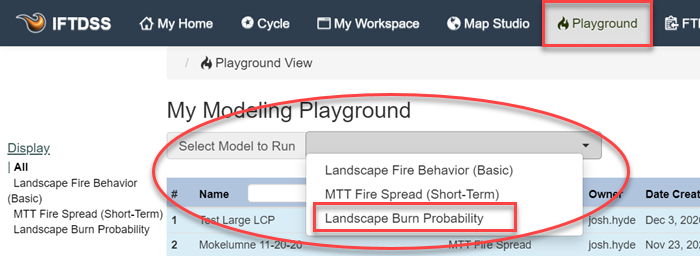 IFTDSS My Home Cycle My Workspace Map Studio Playground FT
/ Playground View
My Modeling Playground
Select Model to Run
Display
| All
Landscape Fire Behavior
(Basic)
MTT Fire Spread (Short-Term)
Landscape Burn Probability
Landscape Fire Behavior (Basic)
MTT Fire Spread (Short-Term)
Landscape Burn Probability
# Name Owner Date Creat
1 Test Large LCP josh.hyde Dec 3, 2020
2 Mokelumne 11-20-20 MTT Fire Spread josh.hyde Nov 23, 20